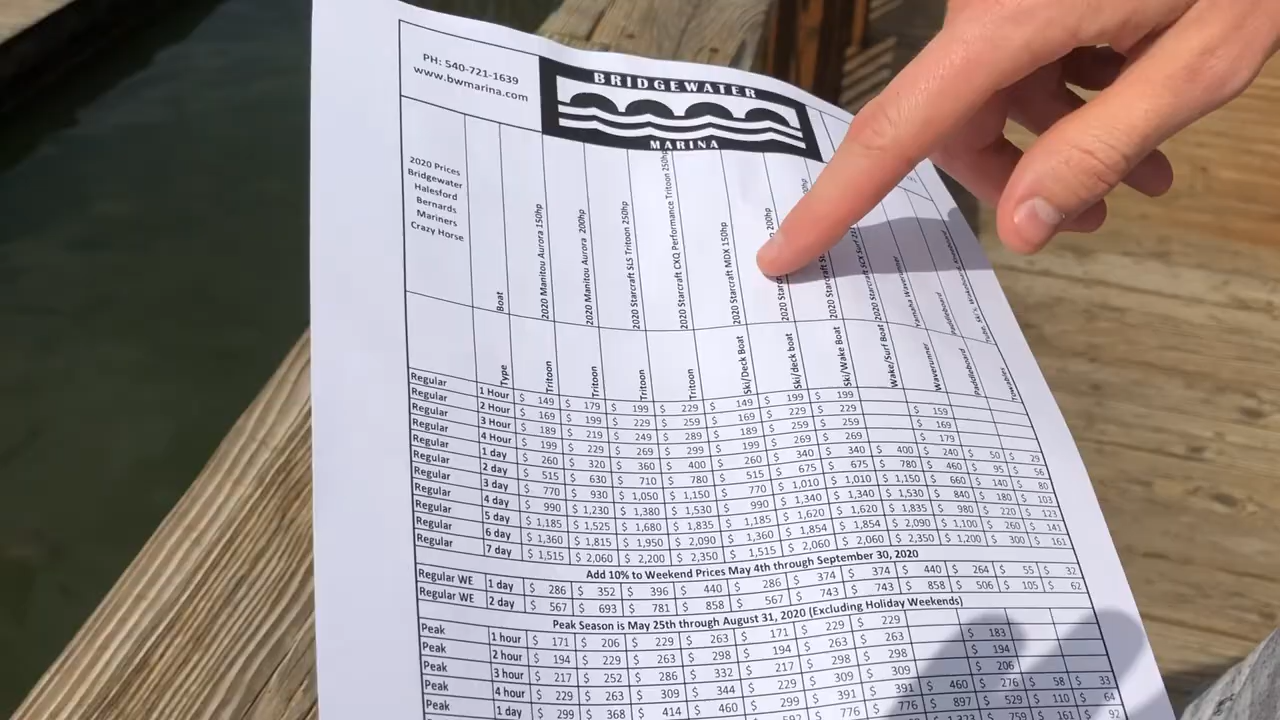 PH: 540-721-1639
www.bwmarina.com
BRIDGEWATER
MARINA
2020 Prices
Bridgewater
Halesford
Bernards
Mariners
Crazy Horse
Boat
2020 Manitou Aurora 150hp
2020 Manitou Aurora 200hp
2020 Starcraft SLS Tritoon 250hp
2020 Starcraft CXQ Performance Tritoon 250hp
2020 Starcraft MDX 150hp
200hp
2020 Starcraft
2020 Starcraft SCX Surf
Yamaha Waverunner
Paddleboard
Type
Tritoon
Tritoon
Tritoon
Tritoon
Ski/Deck Boat
Ski/deck boat
Ski/Wake Boat
Wake/Surf Boat
Waverunner
Paddleboard
Towables
Regular 1 Hour $ 149 $ 179 $ 199 $ 229 $ 149 $ 199 $ 199
Regular 2 Hour $ 169 $ 199 $ 229 $ 259 $ 169 $ 229 $ 229 $ 159
Regular 3 Hour $ 189 $ 219 $ 249 $ 289 $ 189 $ 259 $ 259 $ 169
Regular 4 Hour $ 199 $ 229 $ 269 $ 299 $ 199 $ 269 $ 269 $ 179
Regular 1 day $ 260 $ 320 $ 360 $ 400 $ 260 $ 340 $ 340 $ 400 $ 240 $ 50 $ 29
Regular 2 day $ 515 $ 630 $ 710 $ 780 $ 515 $ 675 $ 675 $ 780 $ 460 $ 95 $ 56
Regular 3 day $ 770 $ 930 $ 1,050 $ 1,150 $ 770 $ 1,010 $ 1,010 $ 1,150 $ 660 $ 140 $ 80
Regular 4 day $ 990 $ 1,230 $ 1,380 $ 1,530 $ 990 $ 1,340 $ 1,340 $ 1,530 $ 840 $ 180 $ 103
Regular 5 day $ 1,185 $ 1,525 $ 1,680 $ 1,835 $ 1,185 $ 1,620 $ 1,620 $ 1,835 $ 980 $ 220 $ 123
Regular 6 day $ 1,360 $ 1,815 $ 1,950 $ 2,090 $ 1,360 $ 1,854 $ 1,854 $ 2,090 $ 1,100 $ 260 $ 141
Regular 7 day $ 1,515 $ 2,060 $ 2,200 $ 2,350 $ 1,515 $ 2,060 $ 2,060 $ 2,350 $ 1,200 $ 300 $ 161
Add 10% to Weekend Prices May 4th through September 30, 2020
Regular WE 1 day $ 286 $ 352 $ 396 $ 440 $ 286 $ 374 $ 374 $ 440 $ 264 $ 55 $ 32
Regular WE 2 day $ 567 $ 693 $ 781 $ 858 $ 567 $ 743 $ 743 $ 858 $ 506 $ 105 $ 62
Peak Season is May 25th through August 31, 2020 (Excluding Holiday Weekends)
Peak 1 hour $ 171 $ 206 $ 229 $ 263 $ 171 $ 229 $ 229
Peak 2 hour $ 194 $ 229 $ 263 $ 298 $ 194 $ 263 $ 263 $ 183
Peak 3 hour $ 217 $ 252 $ 286 $ 332 $ 217 $ 298 $ 298 $ 194
Peak 4 hour $ 229 $ 263 $ 309 $ 344 $ 229 $ 309 $ 309 $ 206
Peak 1 day $ 299 $ 368 $ 414 $ 460 $ 299 $ 391 $ 391 $ 460 $ 276 $ 58 $ 33
$ 776 $ 776 $ 897 $ 529 $ 110 $ 64
$ 759 $ 161 $ 92